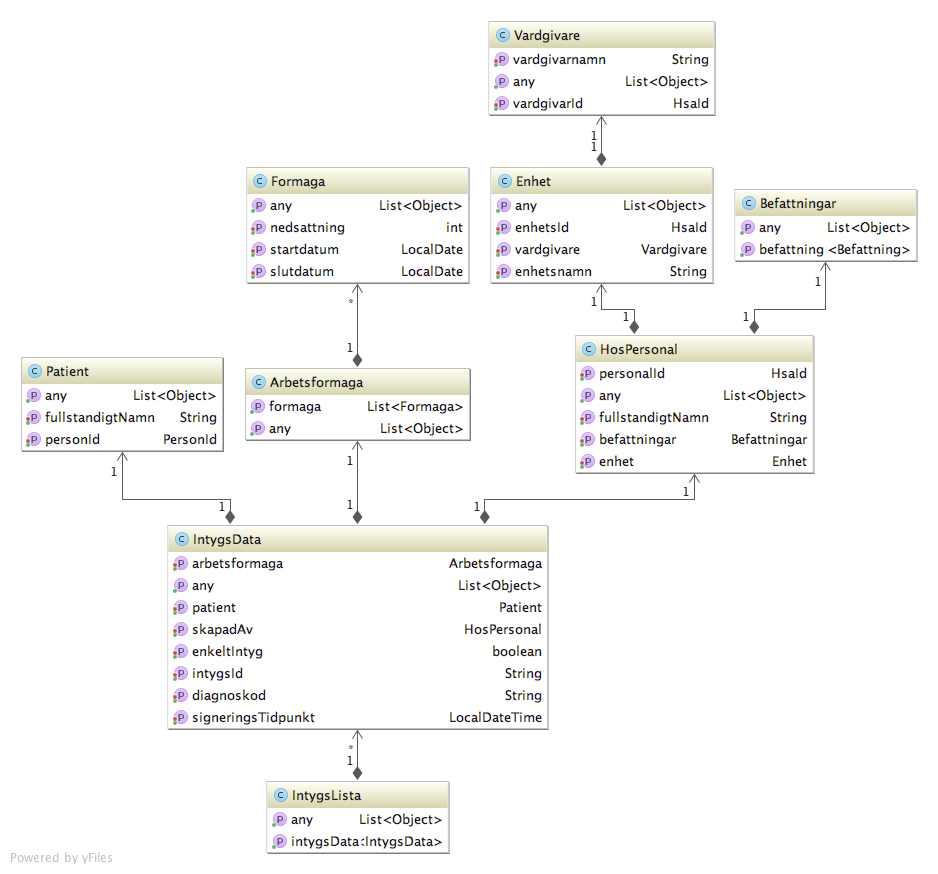 C Vardgivare
P vardgivarnamn String
P any List<Object>
P vardgivarId HsaId
1
1
C Formaga
P any List<Object>
P nedsattning int
P startdatum LocalDate
P slutdatum LocalDate
C Enhet
P any List<Object>
P enhetsId HsaId
P vardgivare Vardgivare
P enhetsnamn String
C Befattningar
P any List<Object>
P befattning <Befattning>
*
1
1
1
1
1
C Patient
P any List<Object>
P fullstandigtNamn String
P personId PersonId
C Arbetsformaga
P formaga List<Formaga>
P any List<Object>
C HosPersonal
P personalId HsaId
P any List<Object>
P fullstandigtNamn String
P befattningar Befattningar
P enhet Enhet
1
1
1
1
1
1
C IntygsData
P arbetsformaga Arbetsformaga
P any List<Object>
P patient Patient
P skapadAv HosPersonal
P enkeltIntyg boolean
P intygsId String
P diagnoskod String
P signeringsTidpunkt LocalDateTime
*
1
C IntygsLista
P any List<Object>
P intygsData:IntygsData>
Powered by yFiles